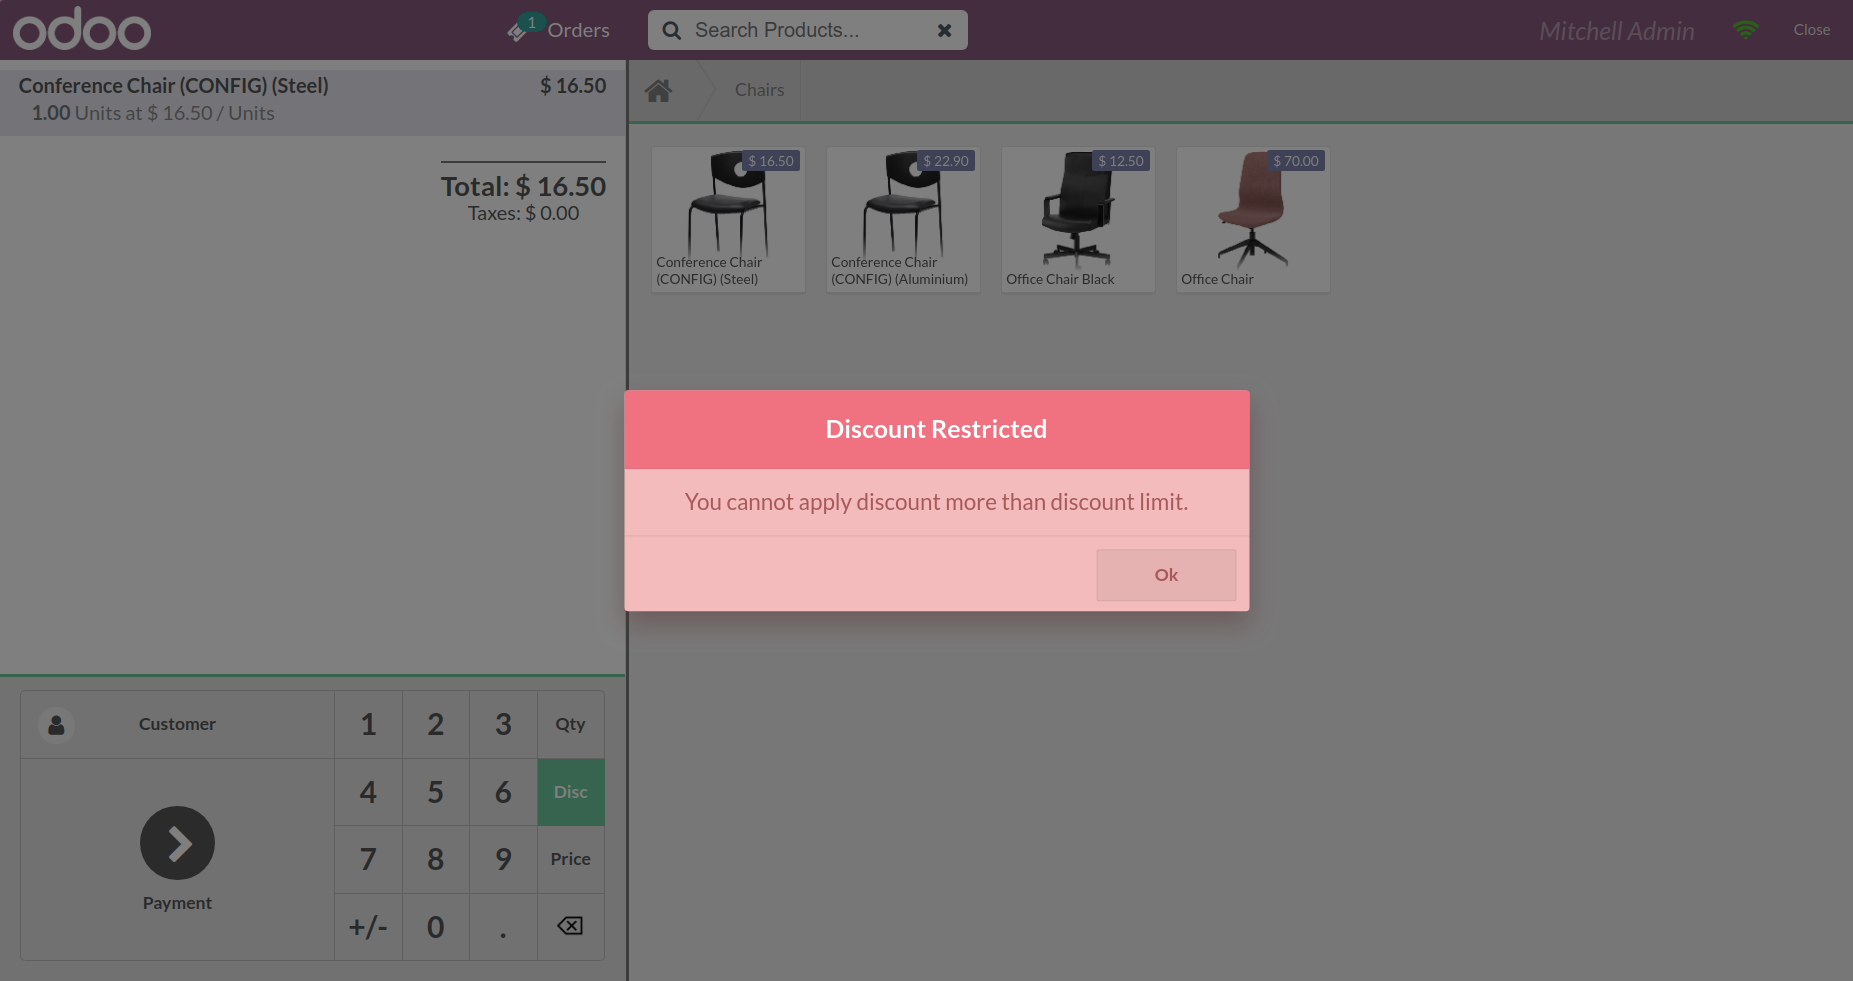 odoo
1
Orders
Search Products...
Mitchell Admin
Close
Conference Chair (CONFIG) (Steel) $ 16.50
1.00 Units at $ 16.50 / Units
Total: $ 16.50
Taxes: $ 0.00
Chairs
$ 16.50
Conference Chair
(CONFIG) (Steel)
$ 22.90
Conference Chair
(CONFIG) (Aluminium)
$ 12.50
Office Chair Black
$ 70.00
Office Chair
Discount Restricted
You cannot apply discount more than discount limit.
Ok
Customer
Payment
1 2 3 Qty
4 5 6 Disc
7 8 9 Price
+/- 0 .